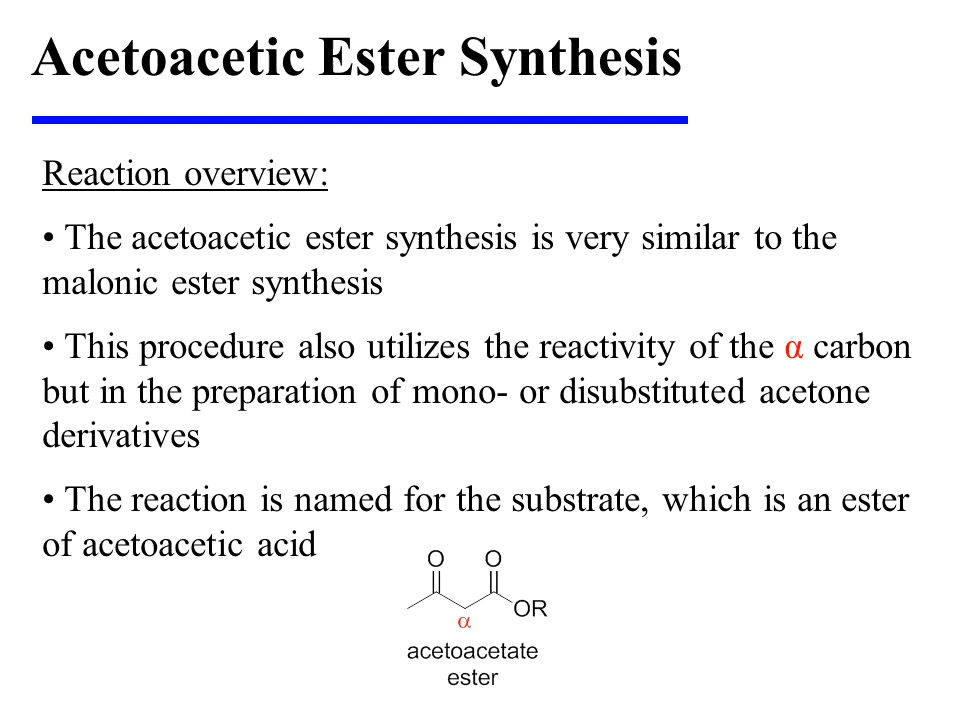 Acetoacetic Ester Synthesis
Reaction overview:
• The acetoacetic ester synthesis is very similar to the
malonic ester synthesis
• This procedure also utilizes the reactivity of the α carbon
but in the preparation of mono- or disubstituted acetone
derivatives
• The reaction is named for the substrate, which is an ester
of acetoacetic acid
O O
OR
α
acetoacetate
ester